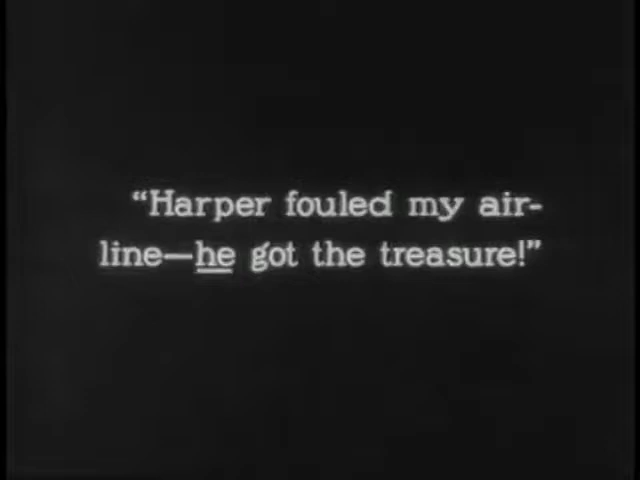 “Harper fouled my air-
line—he got the treasure!”